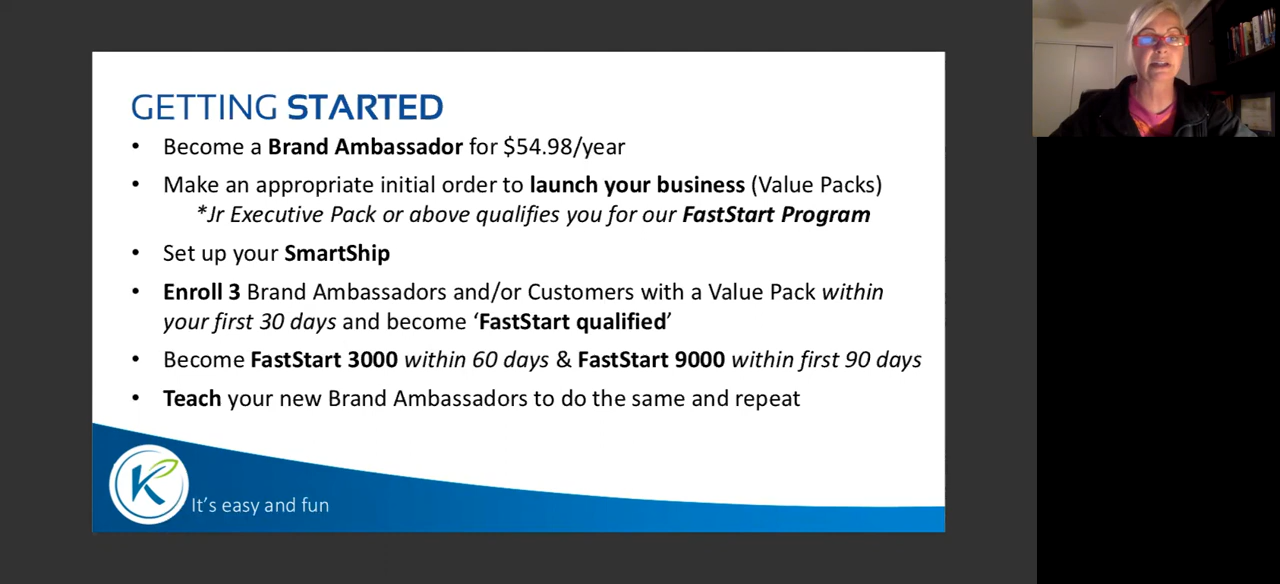 GETTING STARTED
• Become a Brand Ambassador for $54.98/year
• Make an appropriate initial order to launch your business (Value Packs)
*Jr Executive Pack or above qualifies you for our FastStart Program
• Set up your SmartShip
• Enroll 3 Brand Ambassadors and/or Customers with a Value Pack within
your first 30 days and become ‘FastStart qualified’
• Become FastStart 3000 within 60 days & FastStart 9000 within first 90 days
• Teach your new Brand Ambassadors to do the same and repeat
K
It’s easy and fun